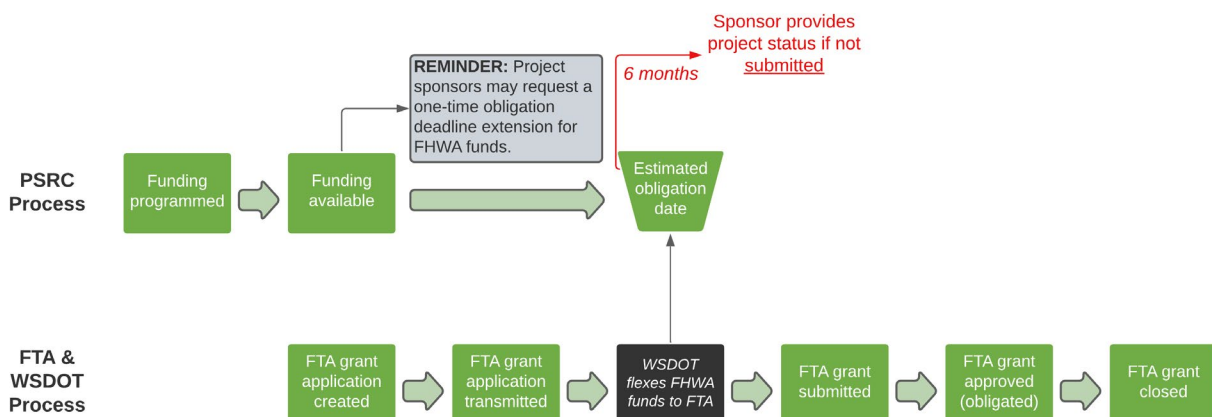 Sponsor provides
project status if not
submitted
6 months
REMINDER: Project
sponsors may request a
one-time obligation
deadline extension for
FHWA funds.
PSRC
Process
Funding
programmed
Funding
available
Estimated
obligation
date
FTA &
WSDOT
Process
FTA grant
application
created
FTA grant
application
transmitted
WSDOT
flexes FHWA
funds to FTA
FTA grant
submitted
FTA grant
approved
(obligated)
FTA grant
closed